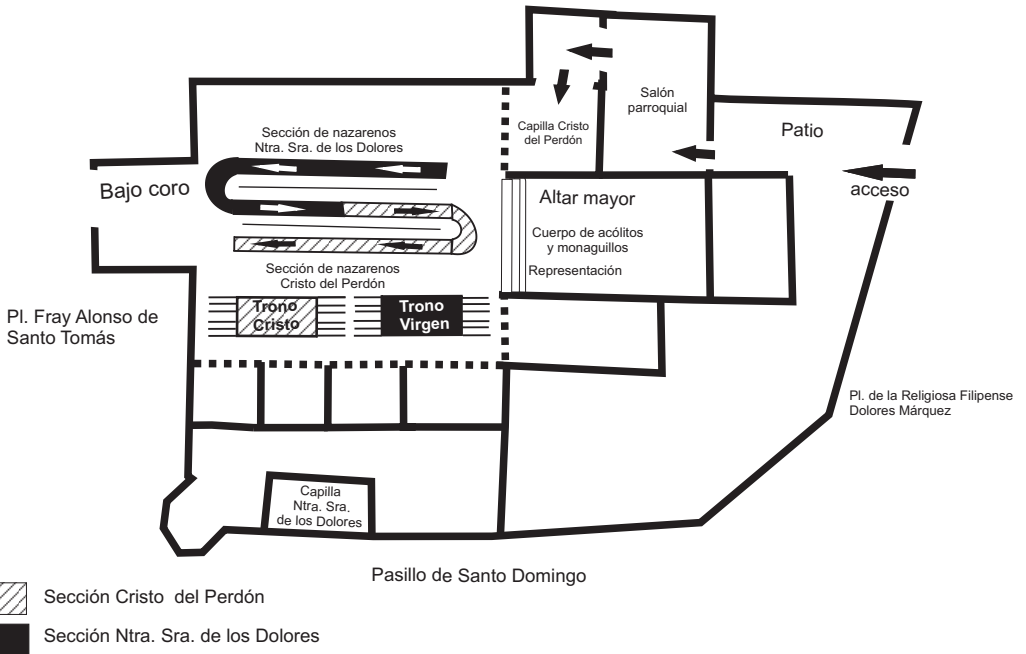 Salón
parroquial
Patio
Capilla Cristo
del Perdón
acceso
Sección de nazarenos
Ntra. Sra. de los Dolores
Bajo coro
Altar mayor
Cuerpo de acólitos
y monaguillos
Representación
Sección de nazarenos
Cristo del Perdón
Trono
Cristo
Trono
Virgen
Pl. Fray Alonso de
Santo Tomás
Pl. de la Religiosa Filipense
Dolores Márquez
Capilla
Ntra. Sra.
de los Dolores
Pasillo de Santo Domingo
Sección Cristo del Perdón
Sección Ntra. Sra. de los Dolores